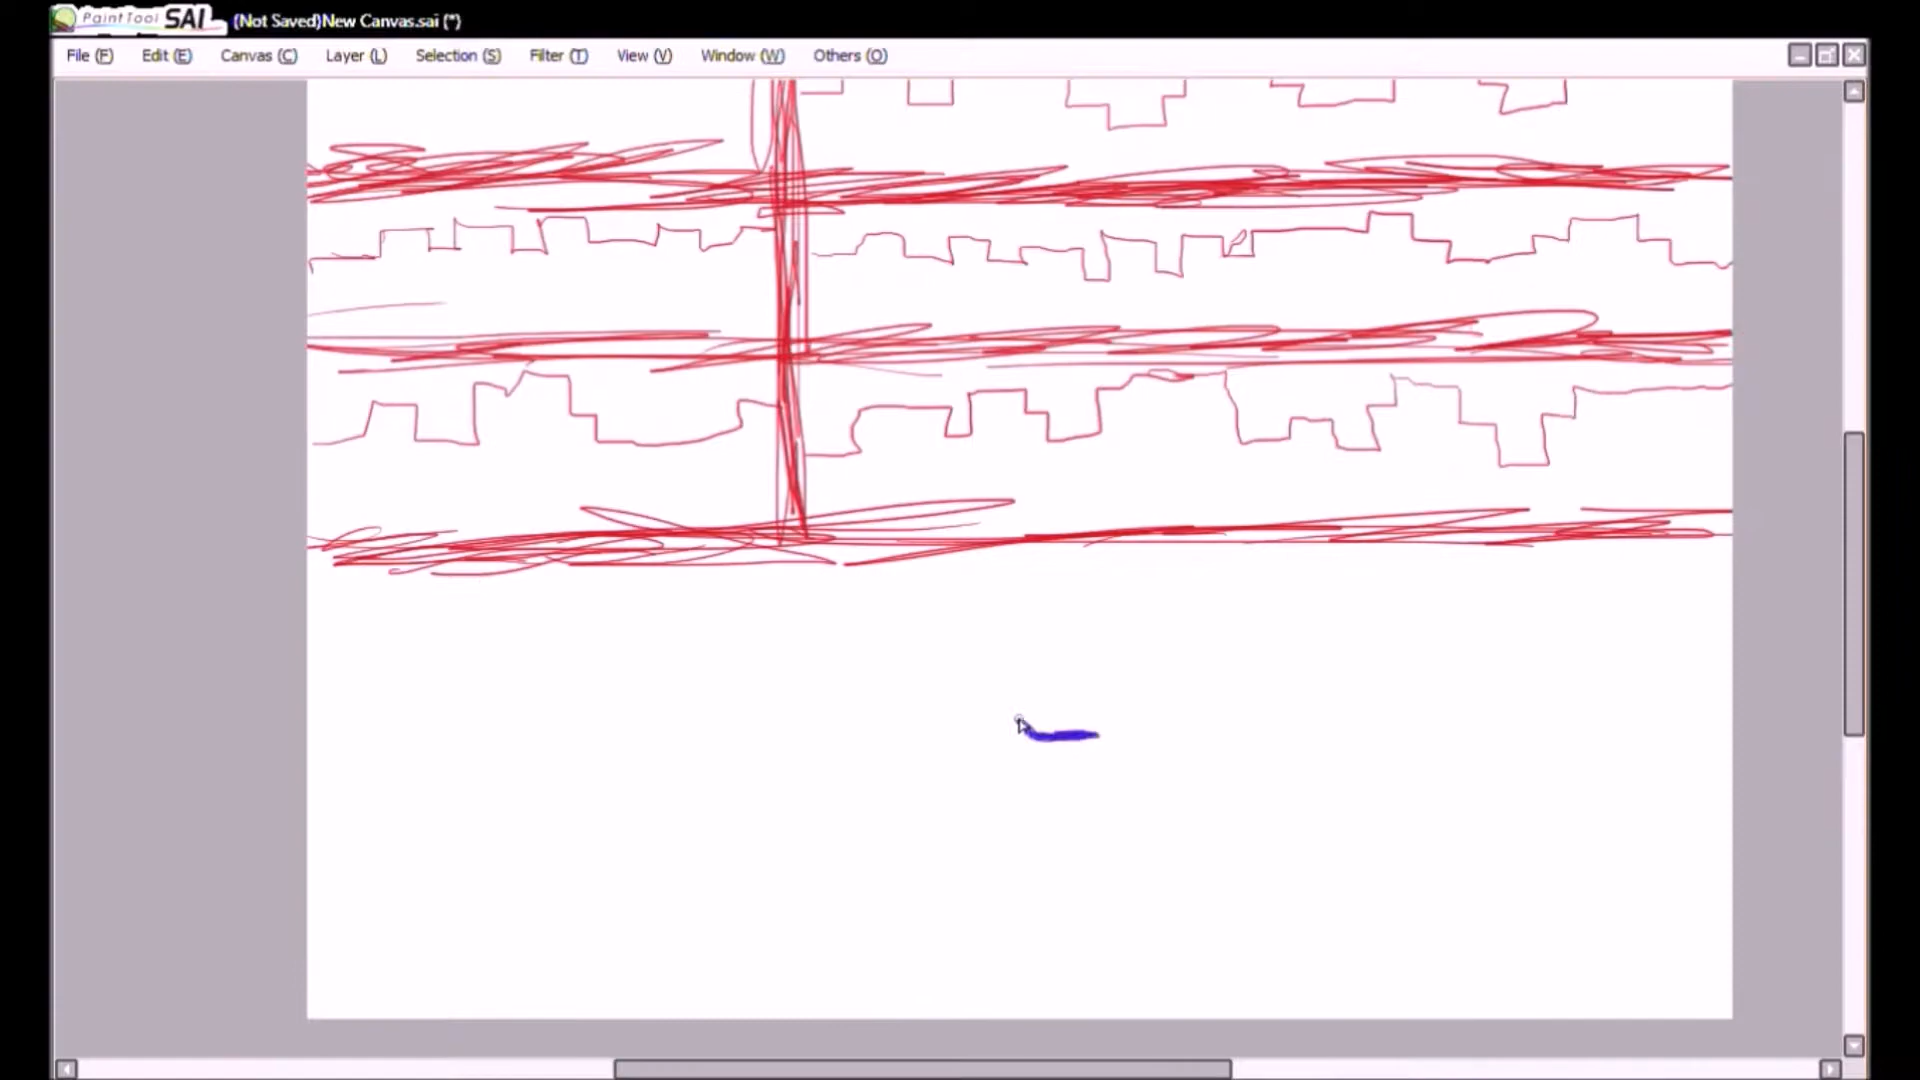 PaintTool SAI (Not Saved)New Canvas.sai (*)
File (F) Edit (E) Canvas (C) Layer (L) Selection (S) Filter (T) View (V) Window (W) Others (O)